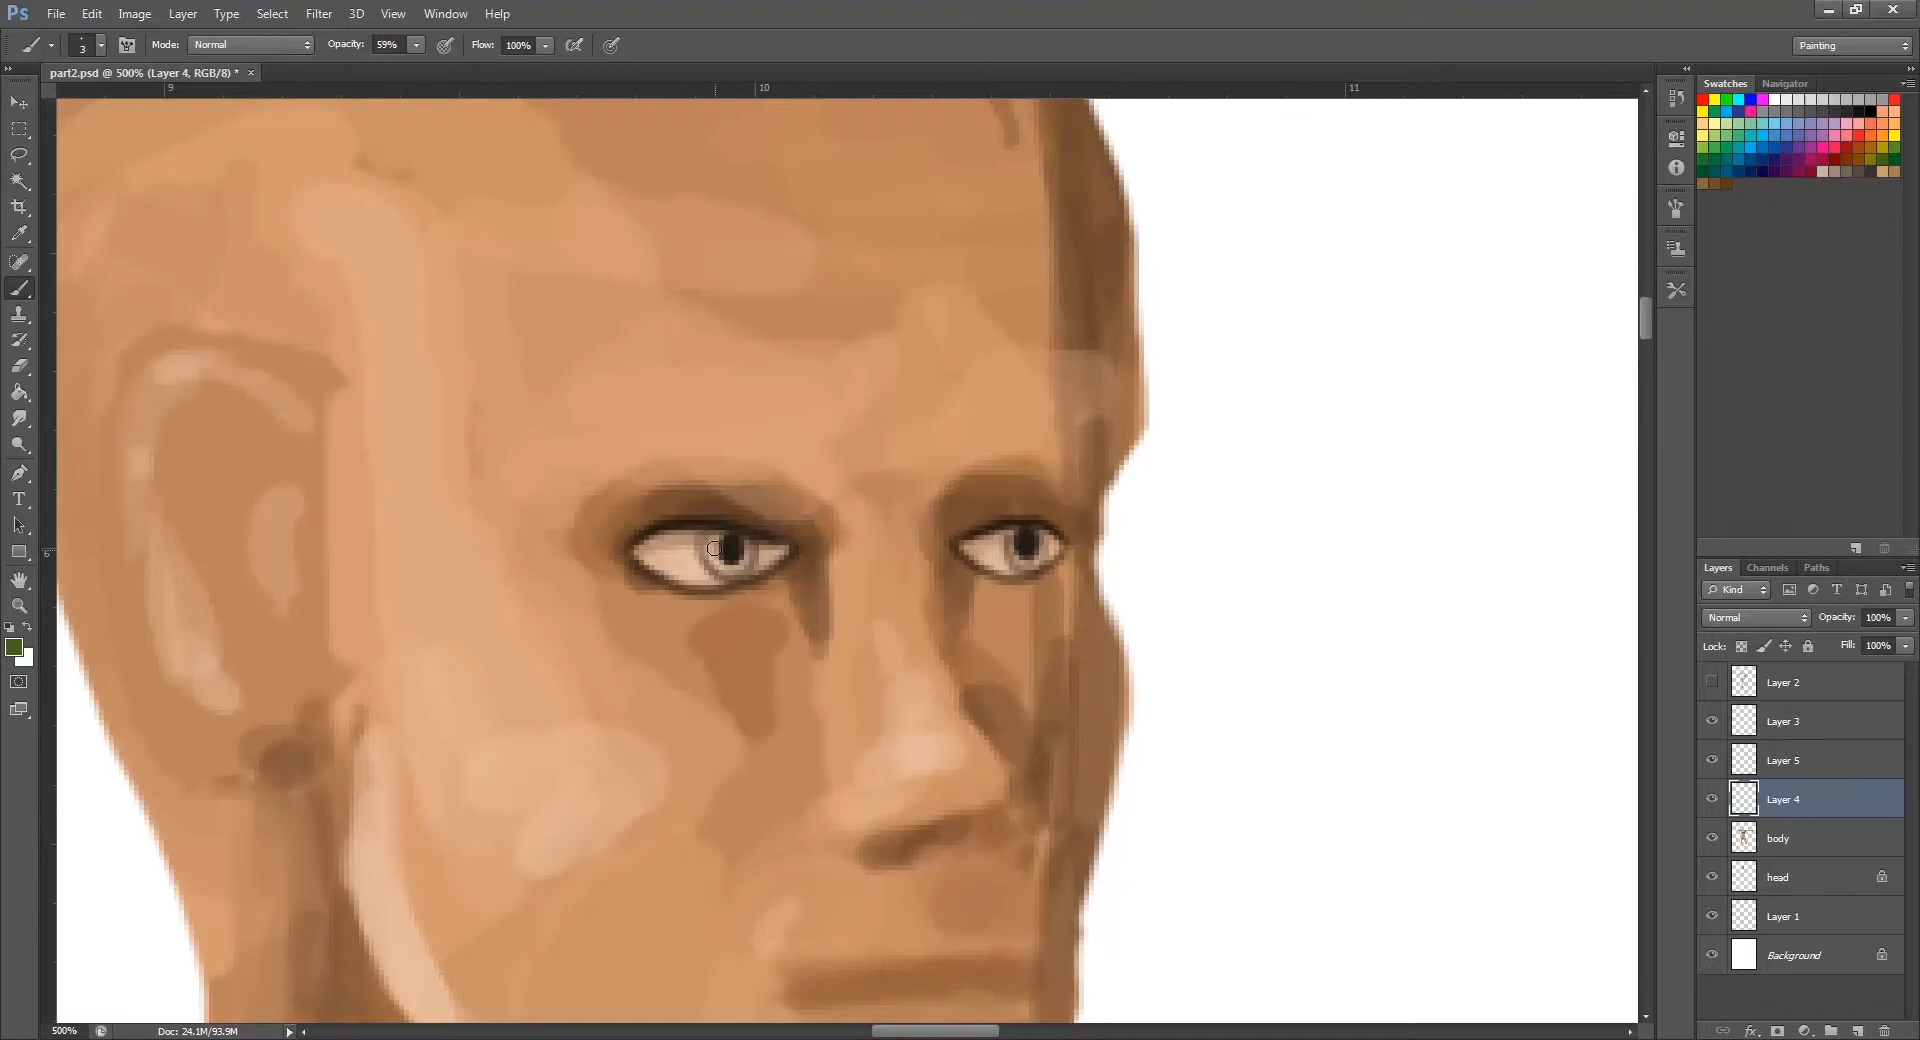 Ps File Edit Image Layer Type Select Filter 3D View Window Help
3 Mode: Normal Opacity: 59% Flow: 100% Painting
part2.psd @ 500% (Layer 4, RGB/8) * ×
9 10 11
Swatches Navigator
6
Layers Channels Paths
Kind
Normal Opacity: 100%
Lock: Fill: 100%
Layer 2
Layer 3
Layer 5
Layer 4
body
head
Layer 1
Background
500% Doc: 24.1M/93.9M